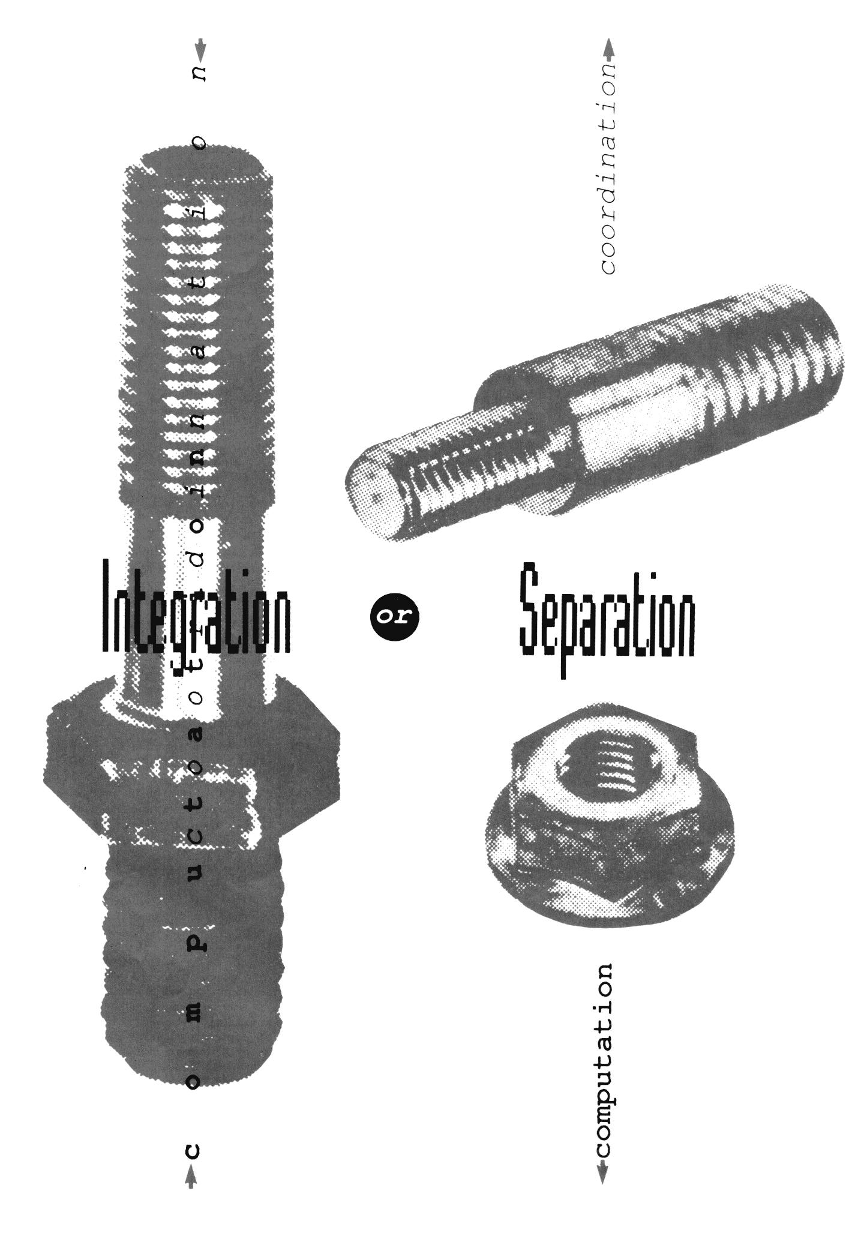 c o m p u c t o a o t r i d o i n n a t i o n
coordination
Integration or Separation
computation